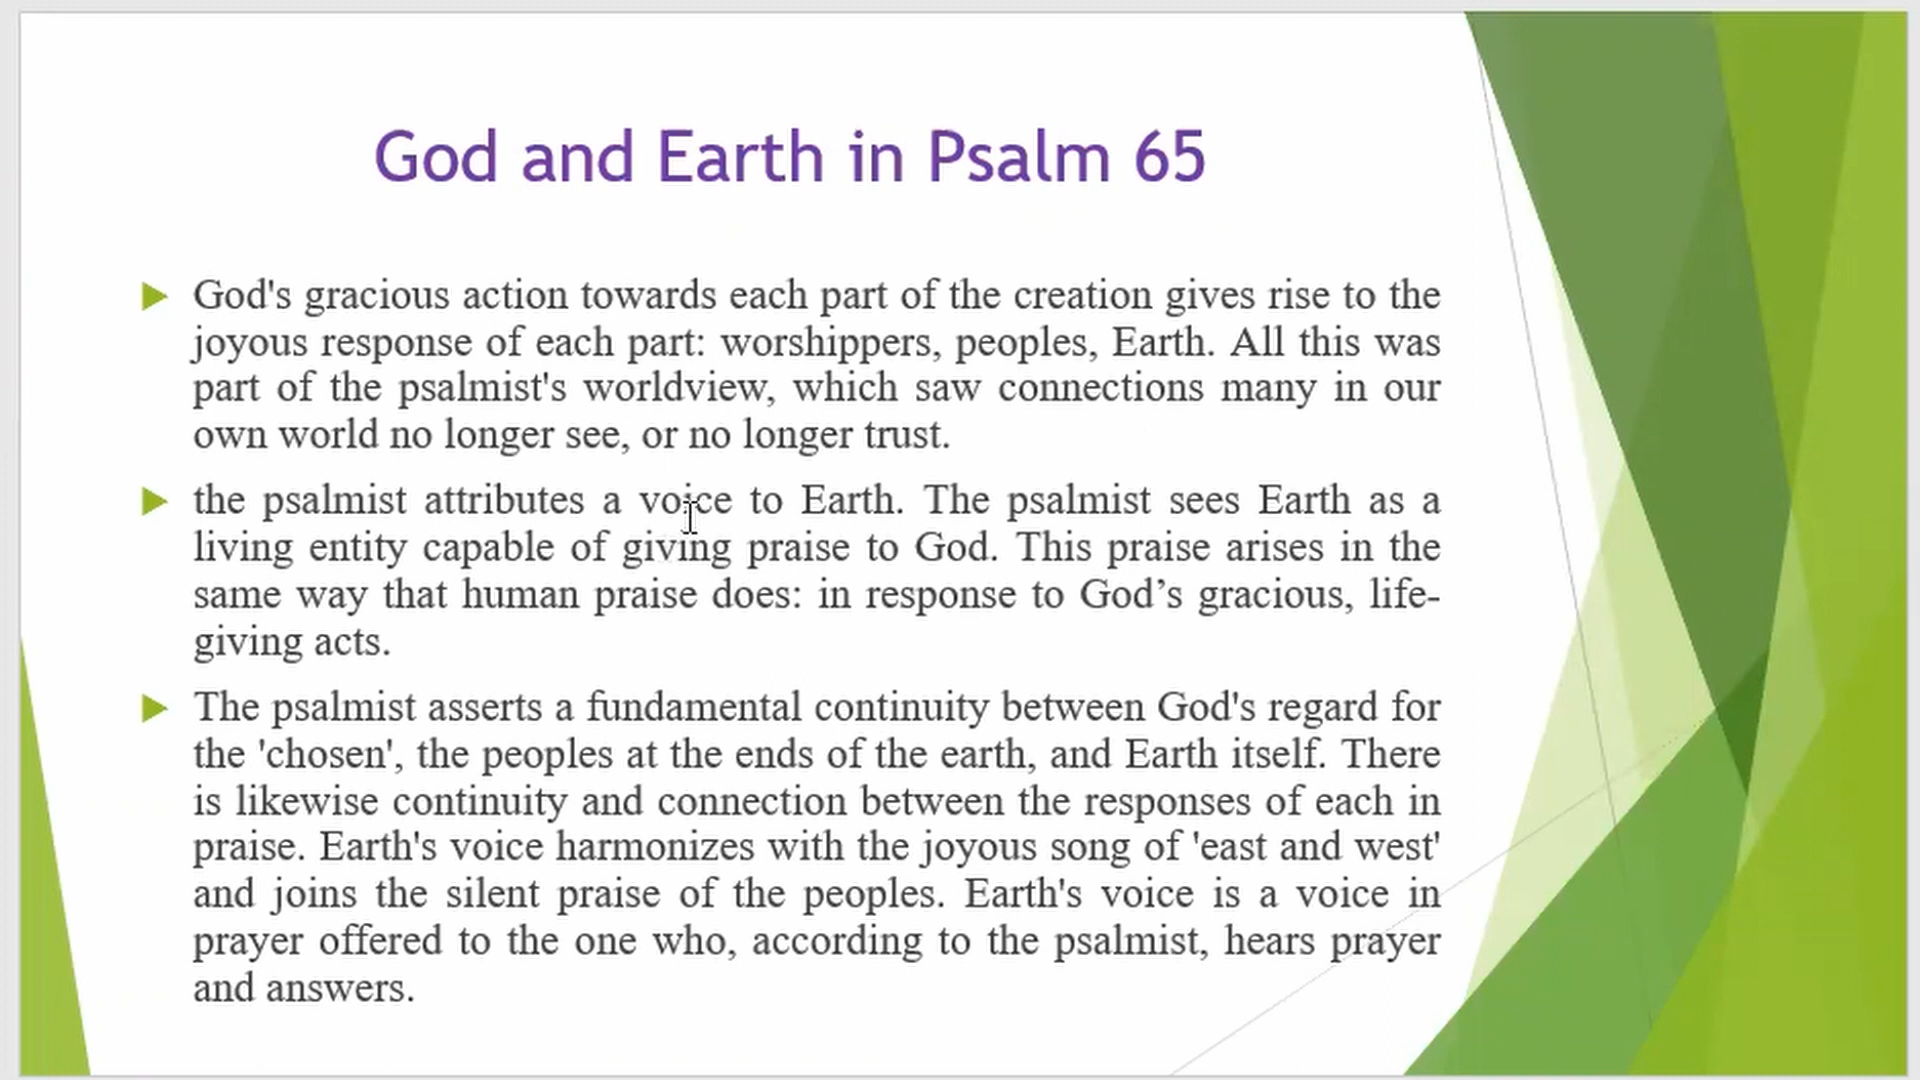 God and Earth in Psalm 65
God's gracious action towards each part of the creation gives rise to the
joyous response of each part: worshippers, peoples, Earth. All this was
part of the psalmist's worldview, which saw connections many in our
own world no longer see, or no longer trust.
the psalmist attributes a voice to Earth. The psalmist sees Earth as a
living entity capable of giving praise to God. This praise arises in the
same way that human praise does: in response to God’s gracious, life-
giving acts.
The psalmist asserts a fundamental continuity between God's regard for
the 'chosen', the peoples at the ends of the earth, and Earth itself. There
is likewise continuity and connection between the responses of each in
praise. Earth's voice harmonizes with the joyous song of 'east and west'
and joins the silent praise of the peoples. Earth's voice is a voice in
prayer offered to the one who, according to the psalmist, hears prayer
and answers.